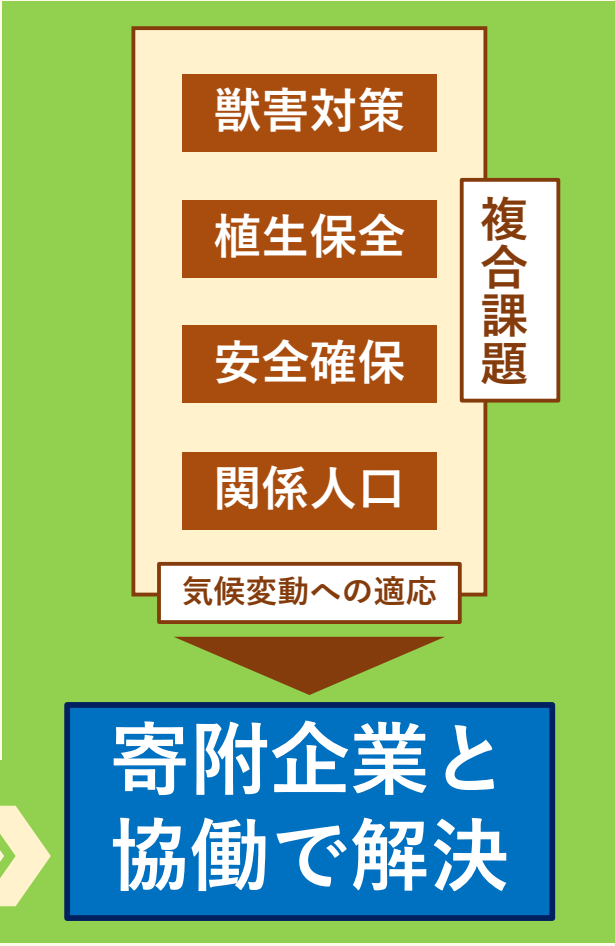 獣害対策
植生保全
安全確保
関係人口
複合課題
気候変動への適応
寄附企業と
協働で解決